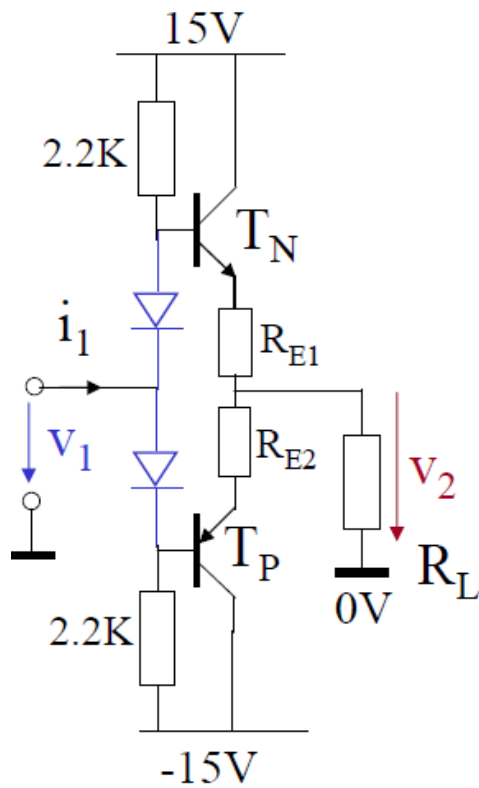 15V
2.2K
T_N
i_1
R_E1
v_1
R_E2
v_2
T_P
R_L
0V
2.2K
-15V